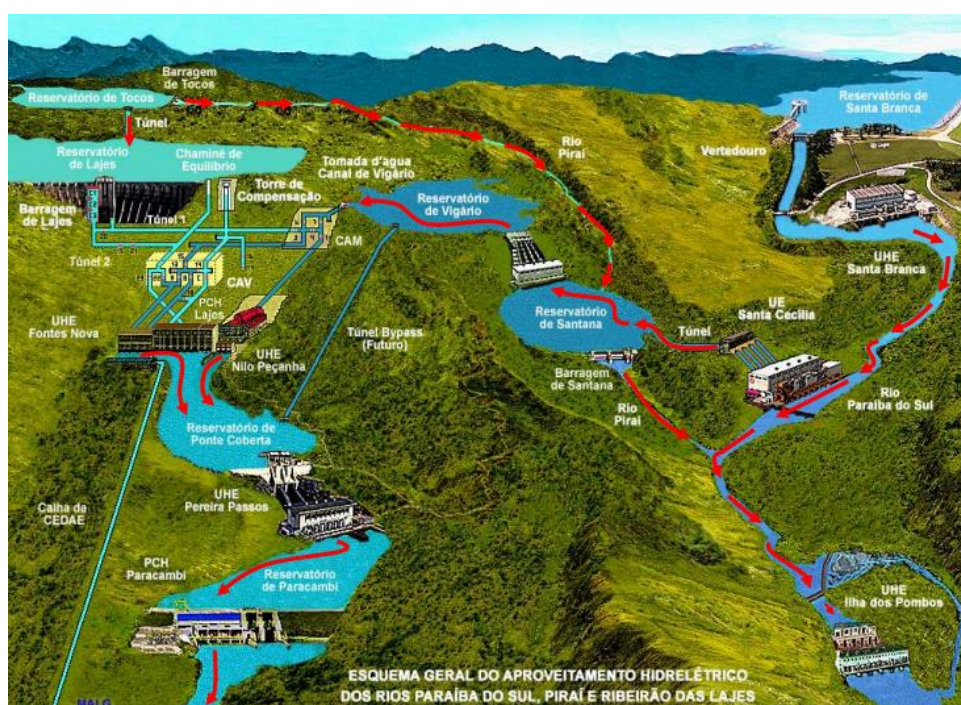 Barragem
de Tocos
Reservatório de Tocos
Túnel
Reservatório
de Lajes
Chaminé de
Equilíbrio
Tomada d'água
Canal de Vigário
Rio
Piraí
Reservatório de
Santa Branca
Vertedouro
Light
Torre de
Compensação
Reservatório
de Vigário
Barragem
de Lajes
Túnel 1
CAM
Túnel 2
CAV
UHE
Santa Branca
PCH
Lajes
UHE
Fontes Nova
Túnel Bypass
(Futuro)
Reservatório
de Santana
Túnel
UE
Santa Cecília
UHE
Nilo Peçanha
Barragem
de Santana
Rio
Paraíba do Sul
Rio
Piraí
Reservatório de
Ponte Coberta
Calha da
CEDAE
UHE
Pereira Passos
PCH
Paracambi
Reservatório
de Paracambi
UHE
Ilha dos Pombos
ESQUEMA GERAL DO APROVEITAMENTO HIDRELÉTRICO
DOS RIOS PARAÍBA DO SUL, PIRAÍ E RIBEIRÃO DAS LAJES